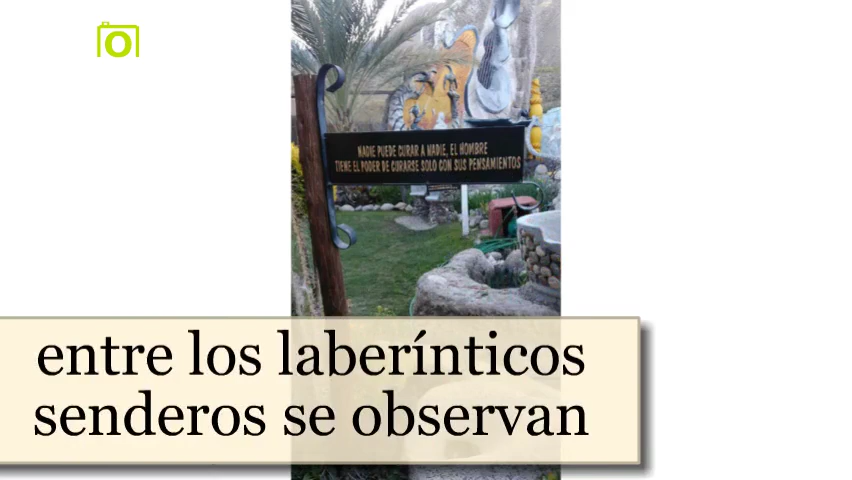 NADIE PUEDE CURAR A NADIE, EL HOMBRE
TIENE EL PODER DE CURARSE SOLO CON SUS PENSAMIENTOS
entre los laberínticos
senderos se observan